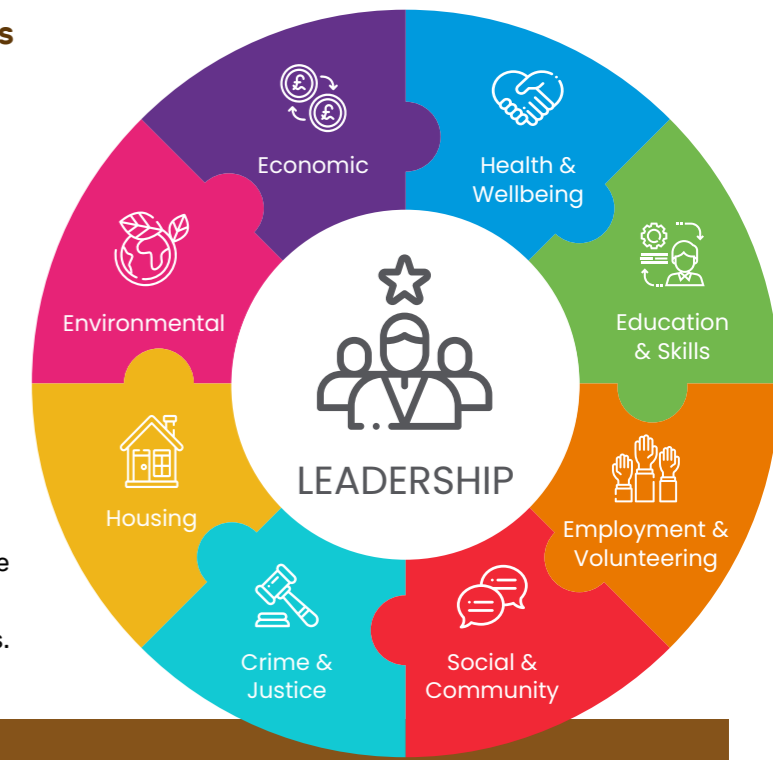 s
Economic
Health &
Wellbeing
Education
& Skills
Employment &
Volunteering
Social &
Community
Crime &
Justice
Housing
Environmental
LEADERSHIP
e
s.